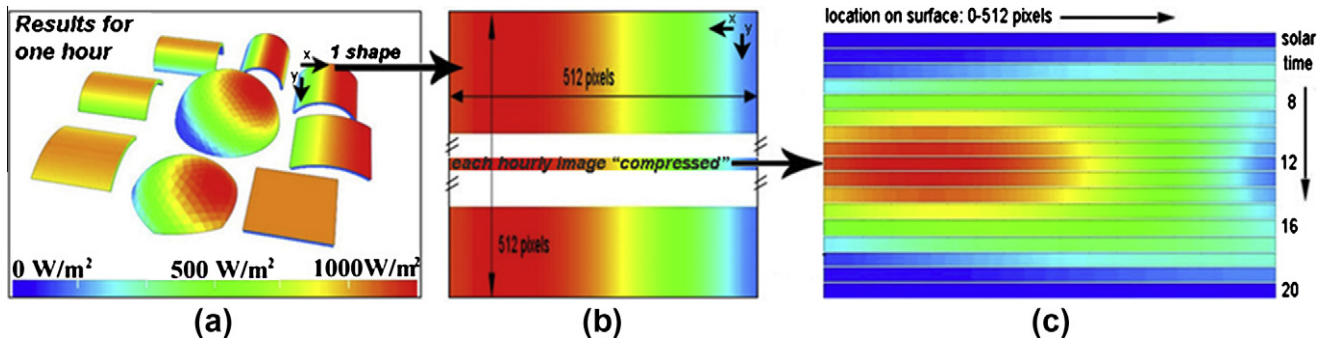 Results for
one hour
x
y
1 shape
0 W/m²
500 W/m²
1000W/m²
(a)
x
y
512 pixels
each hourly image “compressed”
512 pixels
(b)
location on surface: 0-512 pixels
solar
time
8
12
16
20
(c)